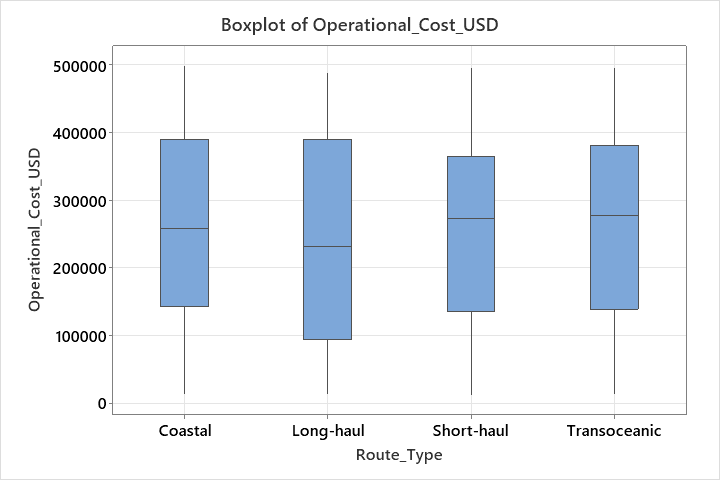 Boxplot of Operational_Cost_USD
Operational_Cost_USD
500000
400000
300000
200000
100000
0
Coastal Long-haul Short-haul Transoceanic
Route_Type